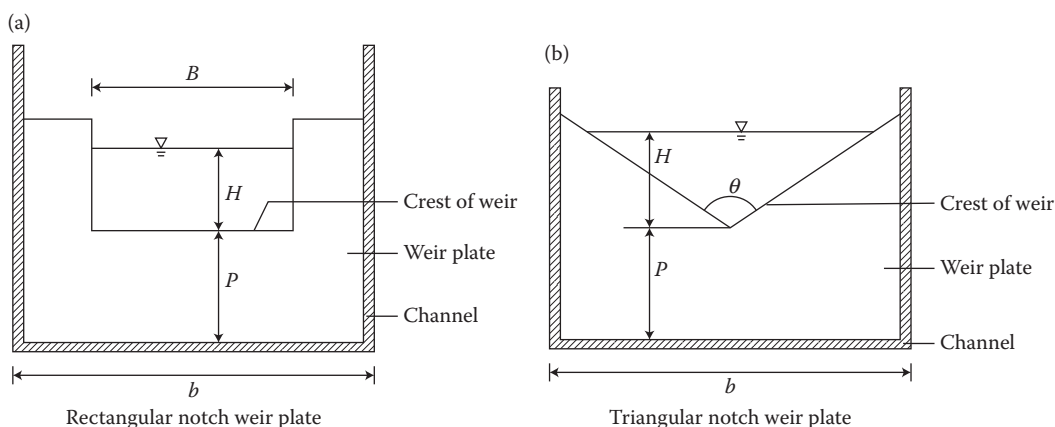 (a)
B
H
P
b
Crest of weir
Weir plate
Channel
Rectangular notch weir plate
(b)
H
θ
P
b
Crest of weir
Weir plate
Channel
Triangular notch weir plate